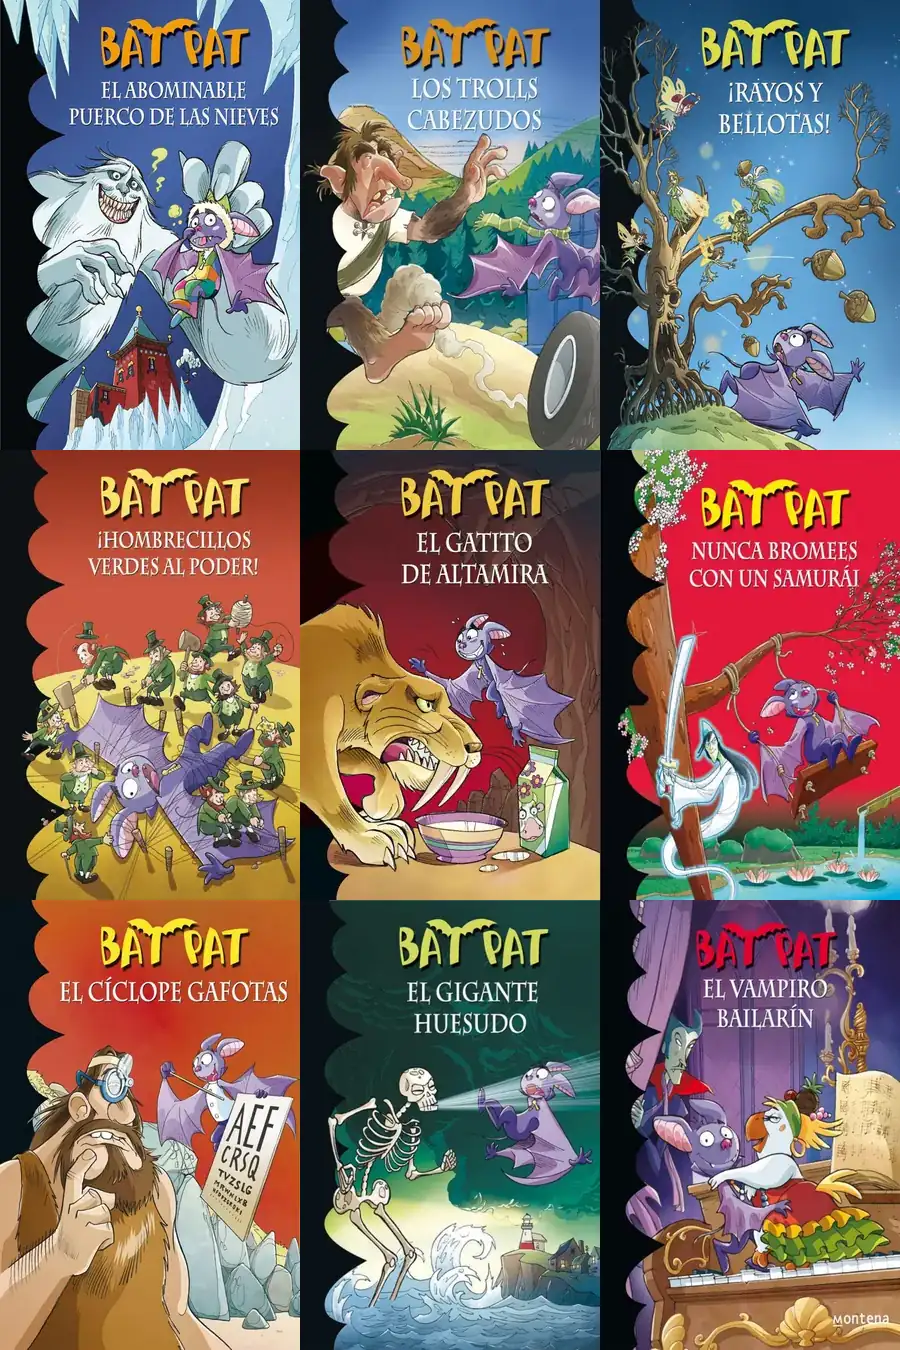 BAT PAT
EL ABOMINABLE
PUERCO DE LAS NIEVES
BAT PAT
LOS TROLLS
CABEZUDOS
BAT PAT
¡RAYOS Y
BELLOTAS!
BAT PAT
¡HOMBRECILLOS
VERDES AL PODER!
BAT PAT
EL GATITO
DE ALTAMIRA
BAT PAT
NUNCA BROMEES
CON UN SAMURÁI
BAT PAT
EL CÍCLOPE GAFOTAS
AEF
CRSQ
TVZSLG
BAT PAT
EL GIGANTE
HUESUDO
BAT PAT
EL VAMPIRO
BAILARÍN
Montena